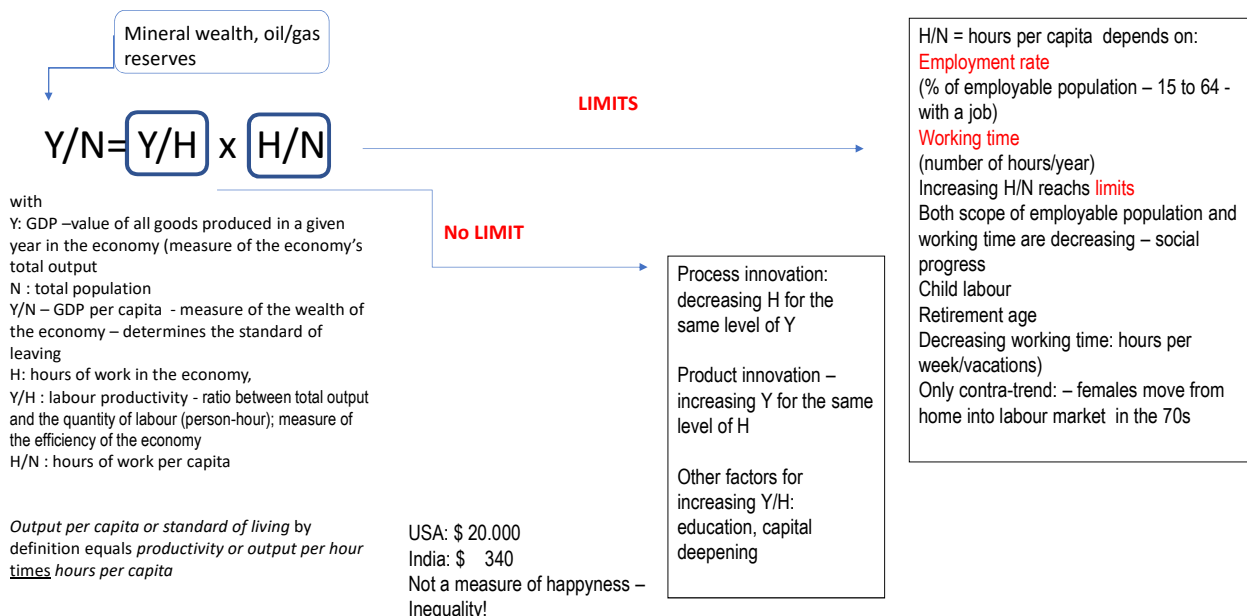 Mineral wealth, oil/gas
reserves
Y/N= Y/H x H/N
with
Y: GDP –value of all goods produced in a given
year in the economy (measure of the economy's
total output
N : total population
Y/N – GDP per capita - measure of the wealth of
the economy – determines the standard of
leaving
H: hours of work in the economy,
Y/H : labour productivity - ratio between total output
and the quantity of labour (person-hour); measure of
the efficiency of the economy
H/N : hours of work per capita
Output per capita or standard of living by
definition equals productivity or output per hour
times hours per capita
LIMITS
No LIMIT
USA: $ 20.000
India: $ 340
Not a measure of happyness –
Inequality!
Process innovation:
decreasing H for the
same level of Y
Product innovation –
increasing Y for the same
level of H
Other factors for
increasing Y/H:
education, capital
deepening
H/N = hours per capita depends on:
Employment rate
(% of employable population – 15 to 64 -
with a job)
Working time
(number of hours/year)
Increasing H/N reachs limits
Both scope of employable population and
working time are decreasing – social
progress
Child labour
Retirement age
Decreasing working time: hours per
week/vacations)
Only contra-trend: – females move from
home into labour market in the 70s